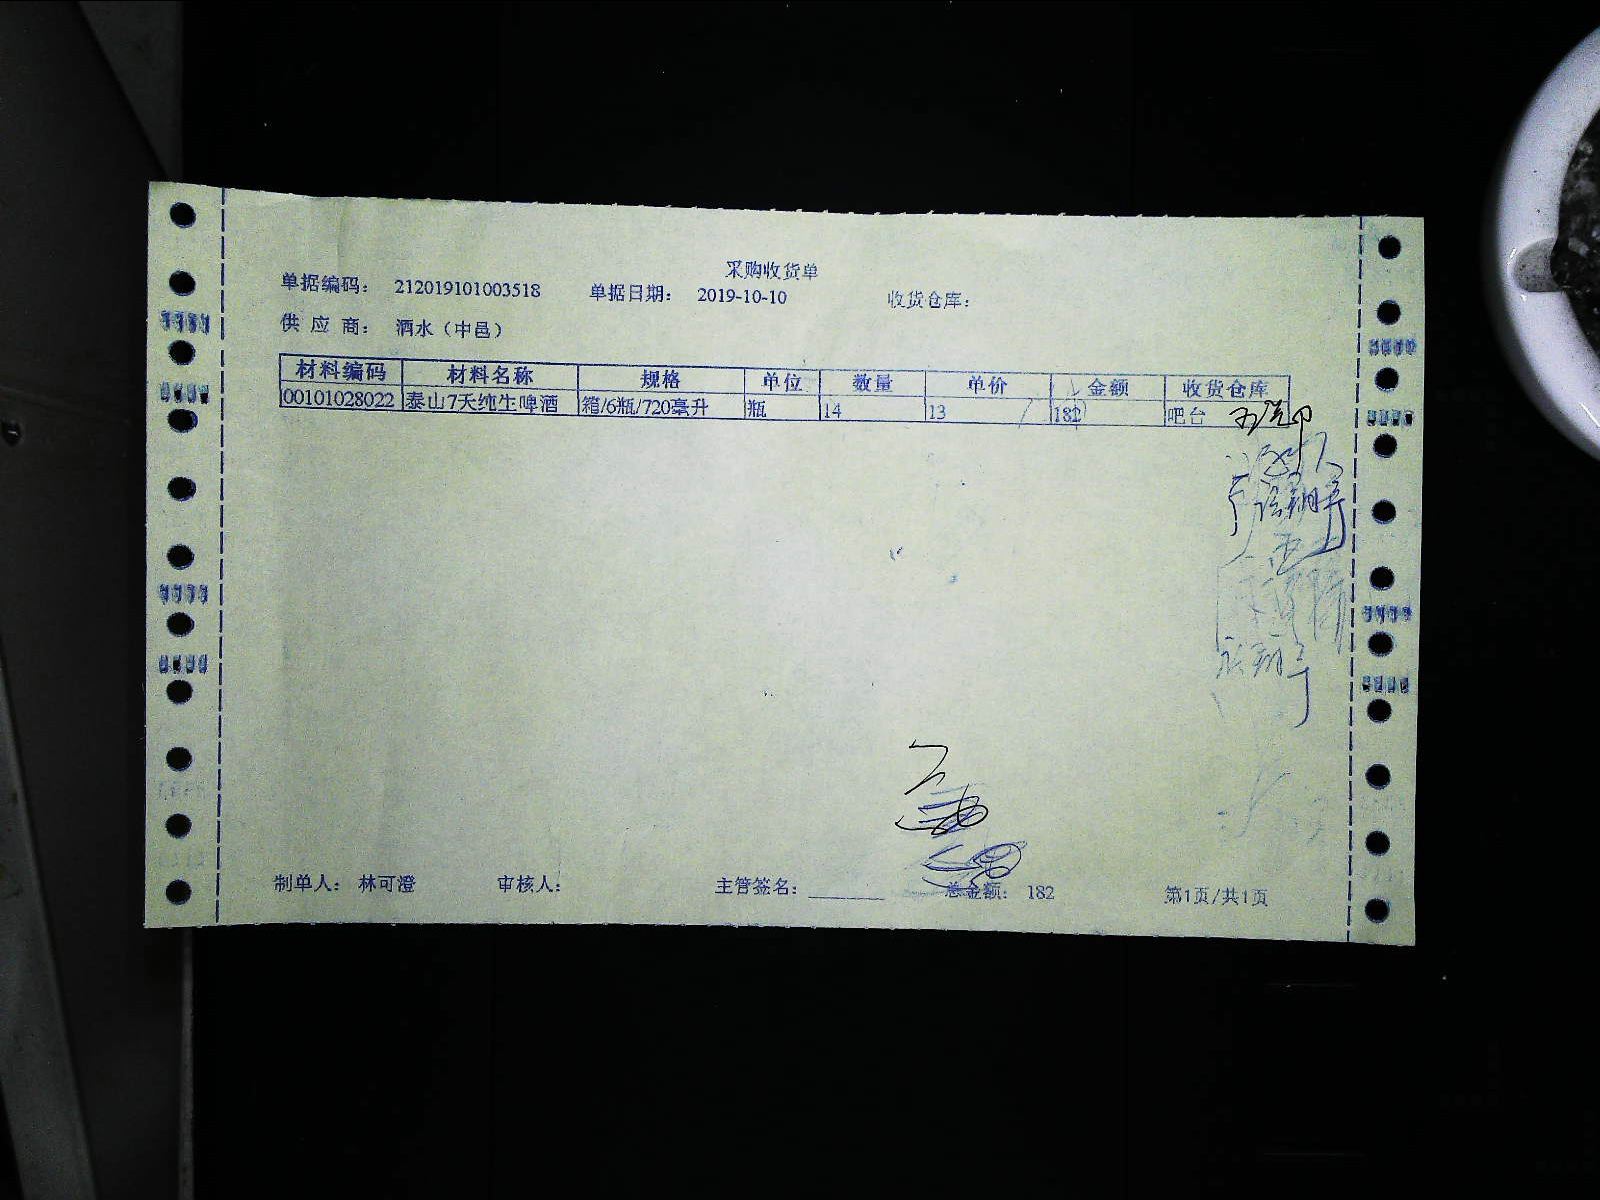 采购收货单
单据编码： 212019101003518 单据日期： 2019-10-10 收货仓库：
供 应 商： 酒水（中邑）
材料编码 材料名称 规格 单位 数量 单价 金额 收货仓库
00101028022 泰山7天纯生啤酒 箱/6瓶/720毫升 瓶 14 13 182 吧台
制单人： 林可澄 审核人： 主管签名： 总金额： 182 第1页/共1页